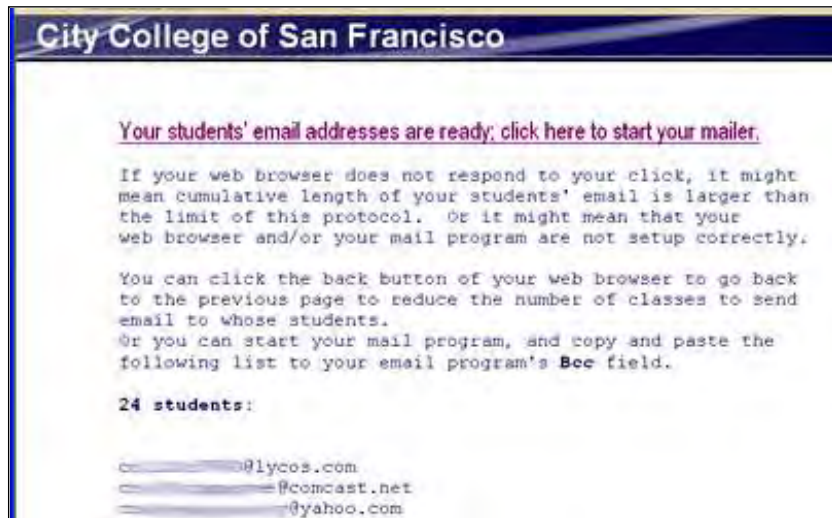 City College of San Francisco
Your students' email addresses are ready; click here to start your mailer.
If your web browser does not respond to your click, it might
mean cumulative length of your students' email is larger than
the limit of this protocol. Or it might mean that your
web browser and/or your mail program are not setup correctly.
You can click the back button of your web browser to go back
to the previous page to reduce the number of classes to send
email to whose students.
Or you can start your mail program, and copy and paste the
following list to your email program's Bcc field.
24 students:
@lycos.com
@comcast.net
@yahoo.com